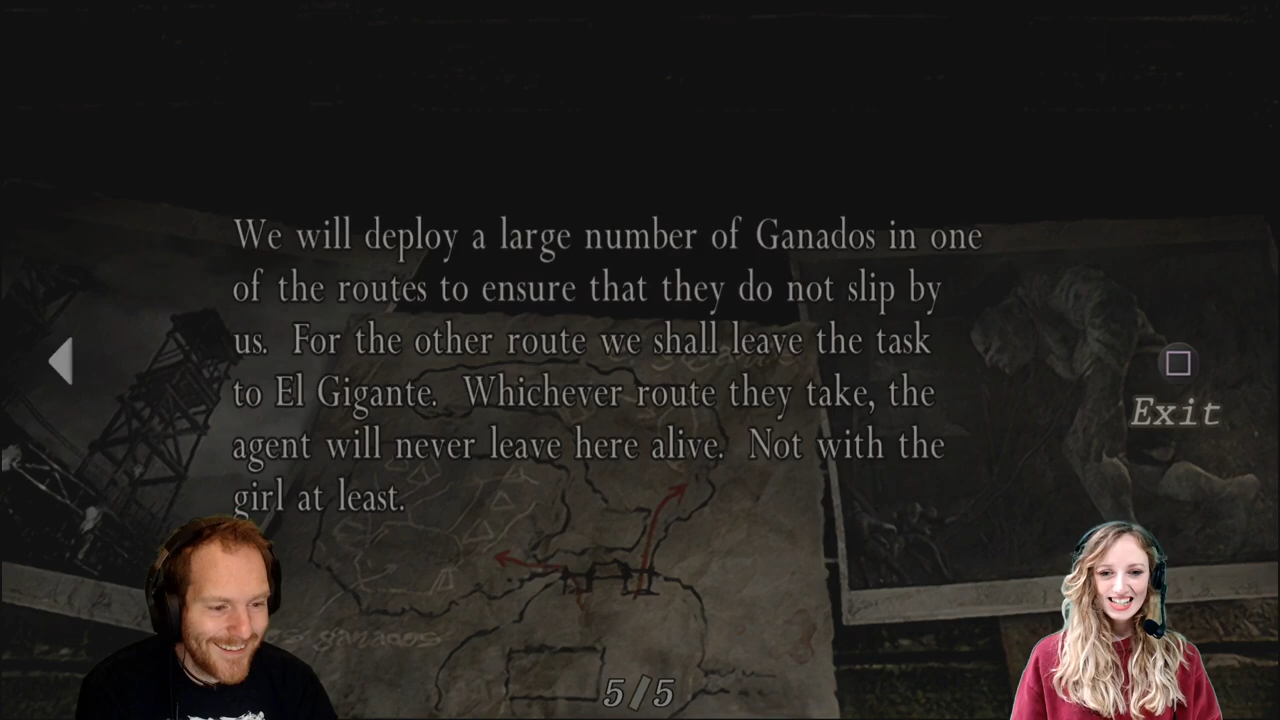 We will deploy a large number of Ganados in one
of the routes to ensure that they do not slip by
us. For the other route we shall leave the task
to El Gigante. Whichever route they take, the
agent will never leave here alive. Not with the
girl at least.
Exit
ganados
5/5